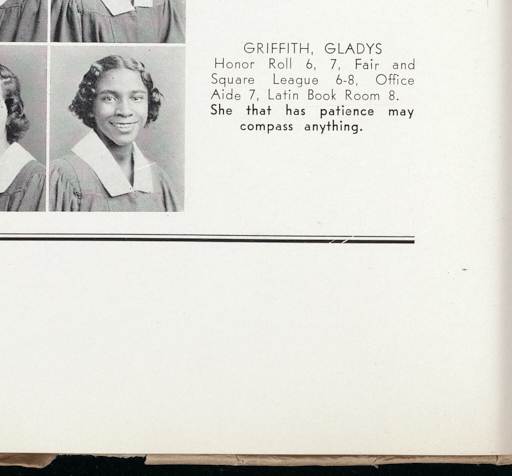 GRIFFITH, GLADYS
Honor Roll 6, 7, Fair and
Square League 6-8, Office
Aide 7, Latin Book Room 8.
She that has patience may
compass anything.